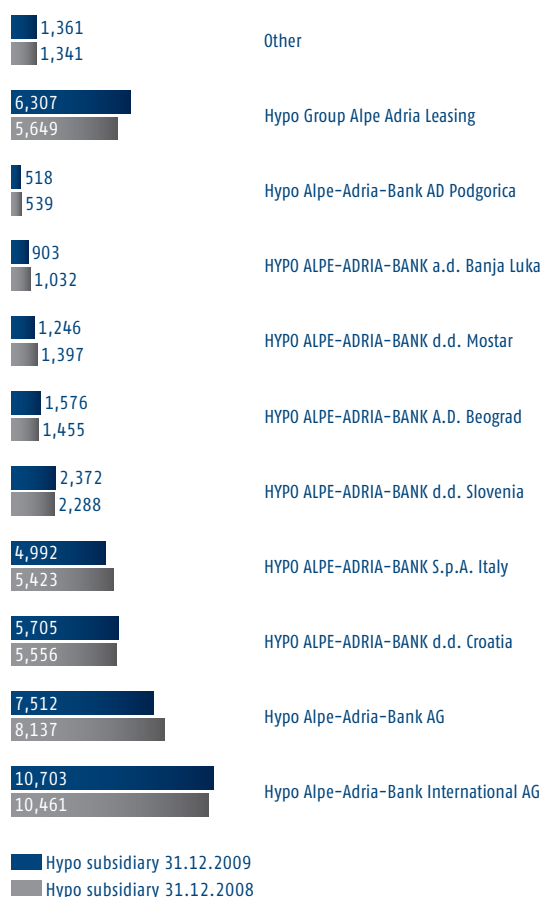 1,361
1,341
Other
6,307
5,649
Hypo Group Alpe Adria Leasing
518
539
Hypo Alpe-Adria-Bank AD Podgorica
903
1,032
HYPO ALPE-ADRIA-BANK a.d. Banja Luka
1,246
1,397
HYPO ALPE-ADRIA-BANK d.d. Mostar
1,576
1,455
HYPO ALPE-ADRIA-BANK A.D. Beograd
2,372
2,288
HYPO ALPE-ADRIA-BANK d.d. Slovenia
4,992
5,423
HYPO ALPE-ADRIA-BANK S.p.A. Italy
5,705
5,556
HYPO ALPE-ADRIA-BANK d.d. Croatia
7,512
8,137
Hypo Alpe-Adria-Bank AG
10,703
10,461
Hypo Alpe-Adria-Bank International AG
Hypo subsidiary 31.12.2009
Hypo subsidiary 31.12.2008